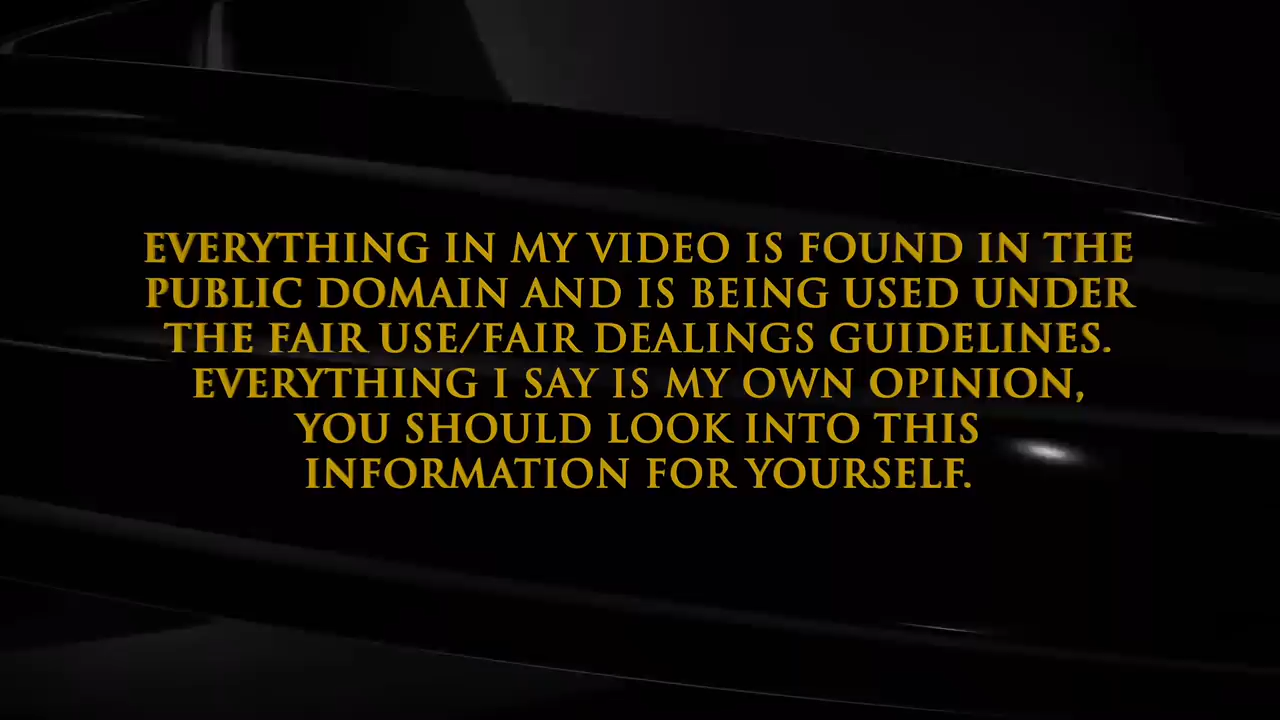 EVERYTHING IN MY VIDEO IS FOUND IN THE
PUBLIC DOMAIN AND IS BEING USED UNDER
THE FAIR USE/FAIR DEALINGS GUIDELINES.
EVERYTHING I SAY IS MY OWN OPINION,
YOU SHOULD LOOK INTO THIS
INFORMATION FOR YOURSELF.